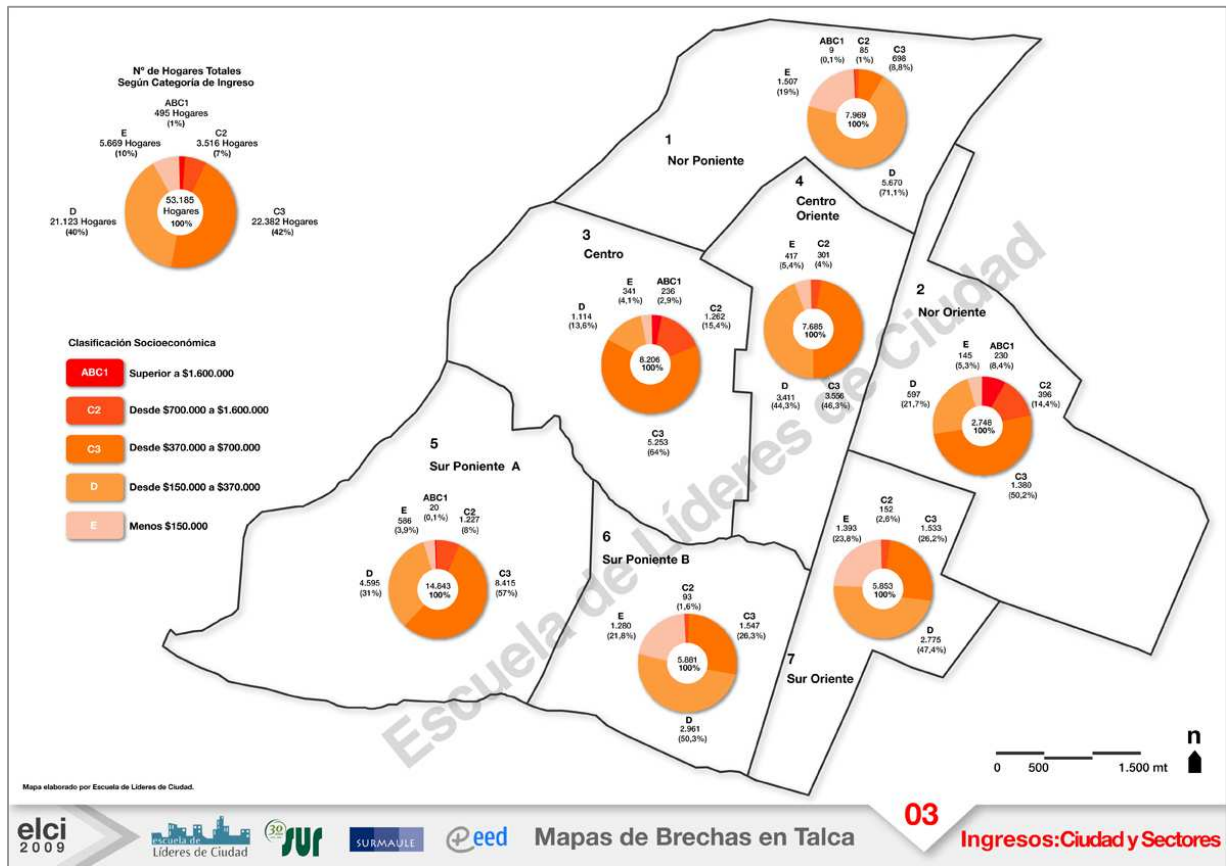 Nº de Hogares Totales
Según Categoría de Ingreso
ABC1
495 Hogares
(1%)
E
5.669 Hogares
(10%)
C2
3.516 Hogares
(7%)
53.185
Hogares
100%
D
21.123 Hogares
(40%)
C3
22.382 Hogares
(42%)
Clasificación Socioeconómica
ABC1 Superior a $1.600.000
C2 Desde $700.000 a $1.600.000
C3 Desde $370.000 a $700.000
D Desde $150.000 a $370.000
E Menos $150.000
1
Nor Poniente
ABC1
9
(0,1%)
C2
85
(1%)
C3
698
(8,8%)
E
1.507
(19%)
7.969
100%
D
5.670
(71,1%)
4
Centro
Oriente
E
417
(5,4%)
C2
301
(4%)
7.685
100%
D
3.411
(44,3%)
C3
3.556
(46,3%)
3
Centro
E
341
(4,1%)
ABC1
236
(2,9%)
D
1.114
(13,6%)
C2
1.262
(15,4%)
8.206
100%
C3
5.253
(64%)
2
Nor Oriente
E
145
(5,3%)
ABC1
230
(8,4%)
D
597
(21,7%)
C2
396
(14,4%)
2.748
100%
C3
1.380
(50,2%)
5
Sur Poniente A
ABC1
20
(0,1%)
E
586
(3,9%)
C2
1.227
(8%)
D
4.595
(31%)
14.843
100%
C3
8.415
(57%)
6
Sur Poniente B
C2
93
(1,6%)
E
1.280
(21,8%)
C3
1.547
(26,3%)
5.881
100%
D
2.961
(50,3%)
7
Sur Oriente
C2
152
(2,6%)
E
1.393
(23,8%)
C3
1.533
(26,2%)
5.853
100%
D
2.775
(47,4%)
Escuela de Líderes de Ciudad
n
0 500 1.500 mt
Mapa elaborado por Escuela de Líderes de Ciudad.
elci
2009
escuela de
Líderes de Ciudad
30 años
SUR
SURMAULE
eed
Mapas de Brechas en Talca
03
Ingresos:Ciudad y Sectores